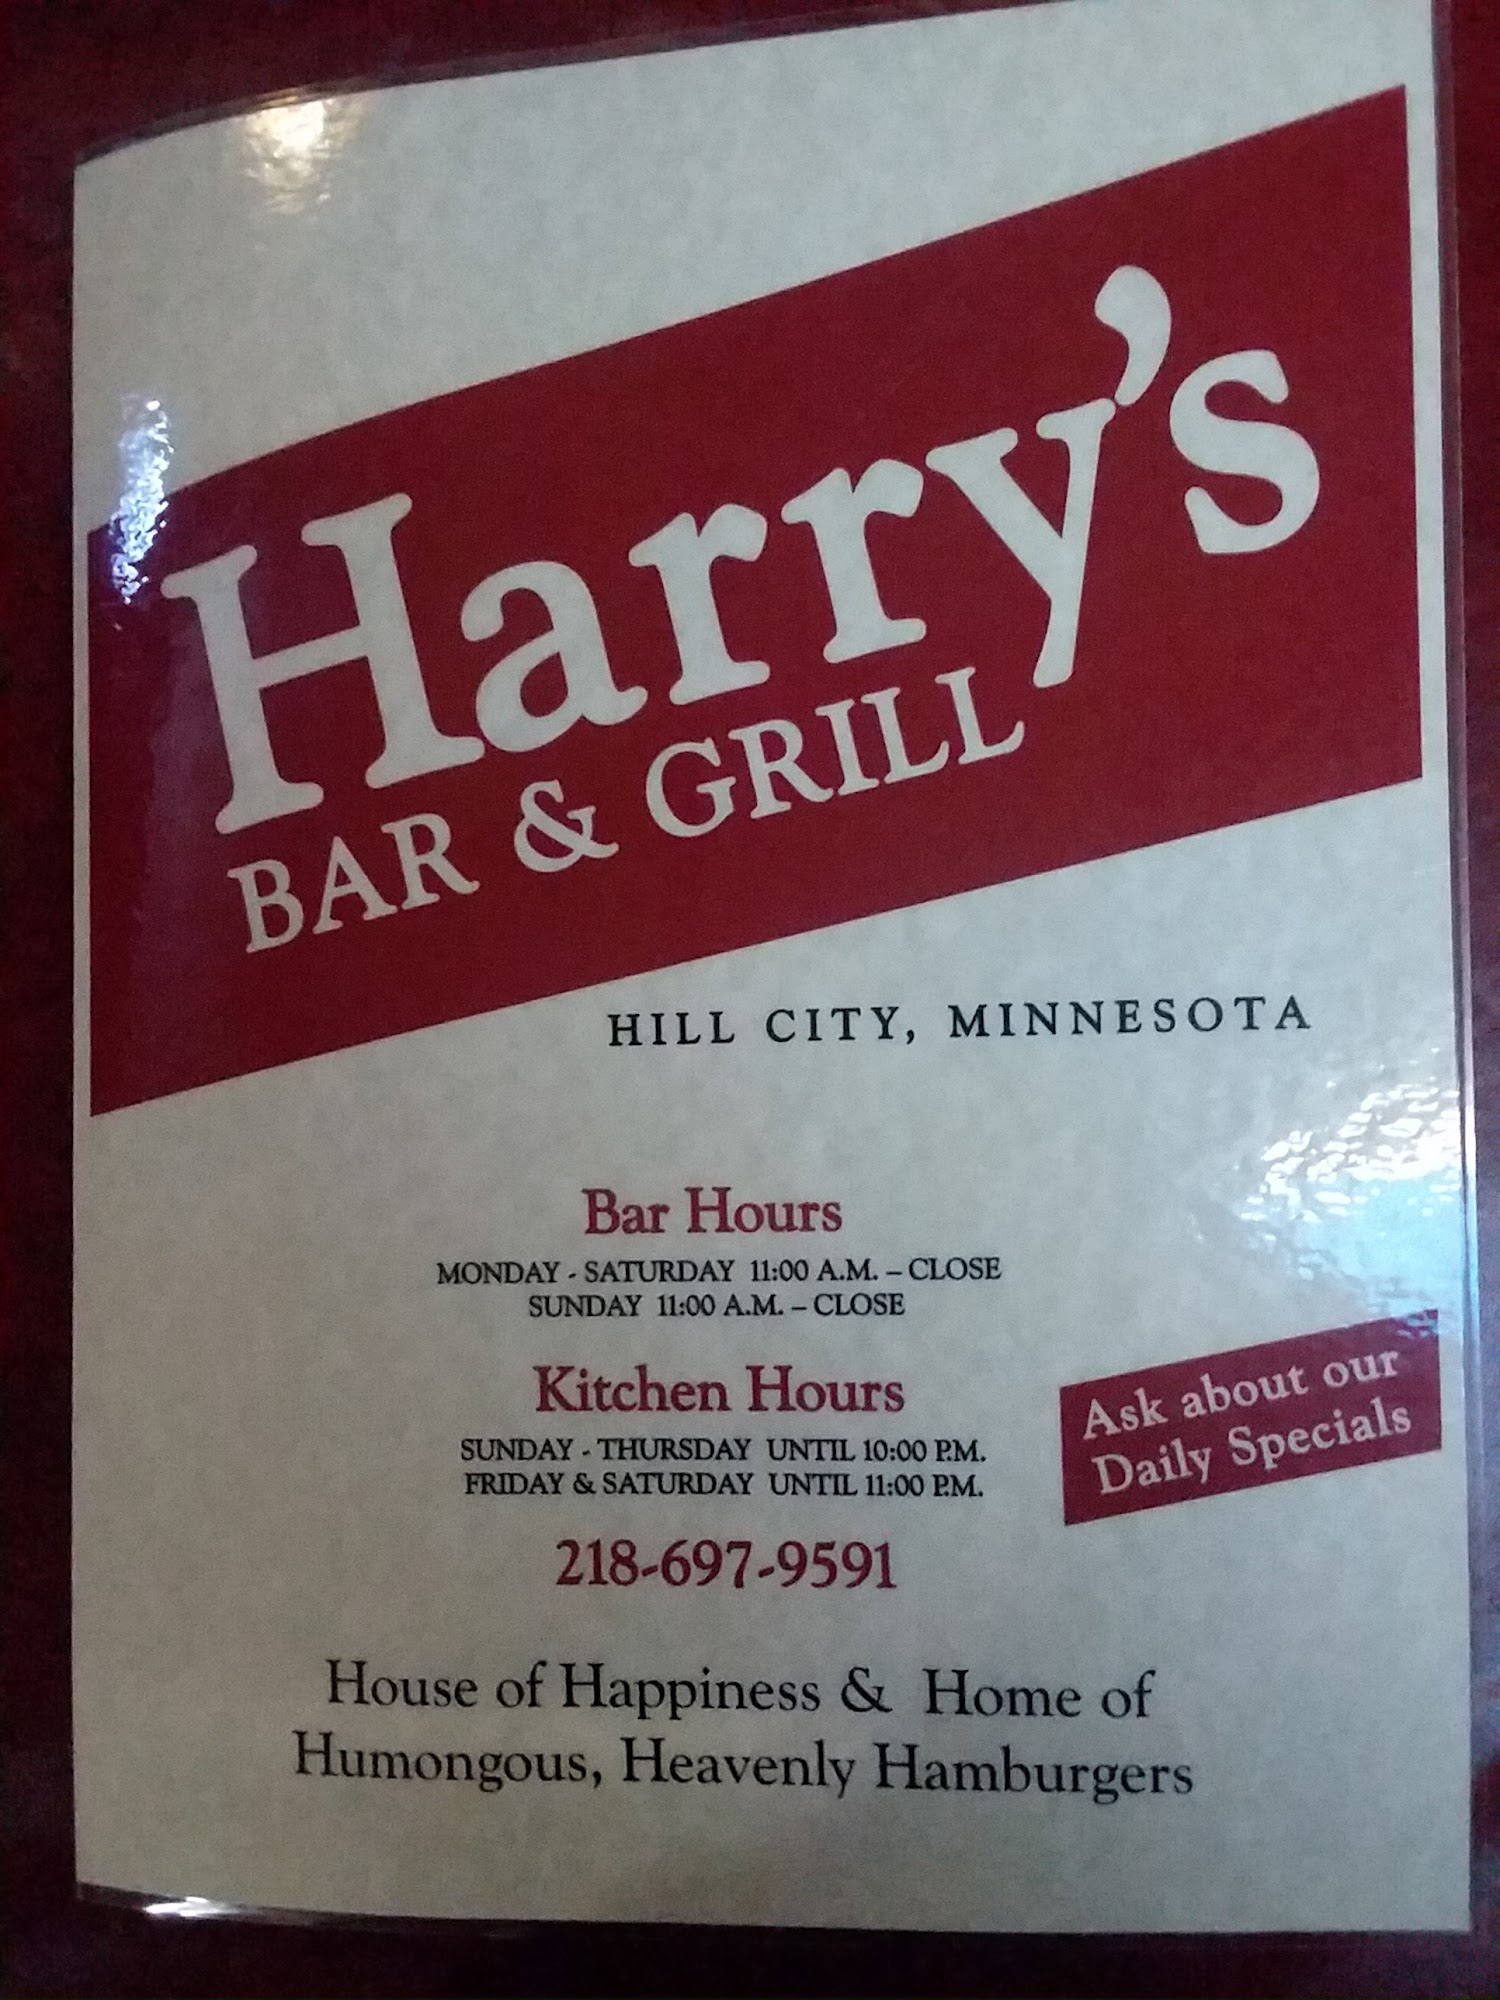 Harry's
BAR & GRILL
HILL CITY, MINNESOTA
Bar Hours
MONDAY - SATURDAY 11:00 A.M. – CLOSE
SUNDAY 11:00 A.M. – CLOSE
Kitchen Hours
SUNDAY - THURSDAY UNTIL 10:00 P.M.
FRIDAY & SATURDAY UNTIL 11:00 P.M.
Ask about our
Daily Specials
218-697-9591
House of Happiness & Home of
Humongous, Heavenly Hamburgers